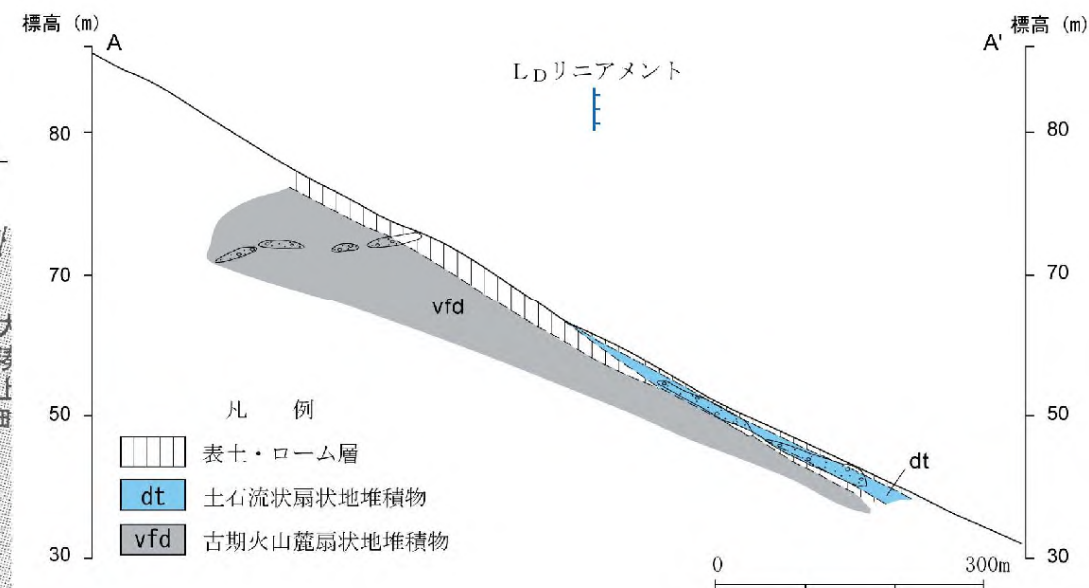 標高 (m)
標高 (m)
A
A'
LDリニアメント
80
80
70
70
vfd
50
50
凡 例
表土・ローム層
dt
dt 土石流状扇状地堆積物
vfd 古期火山麓扇状地堆積物
30
30
0 300m